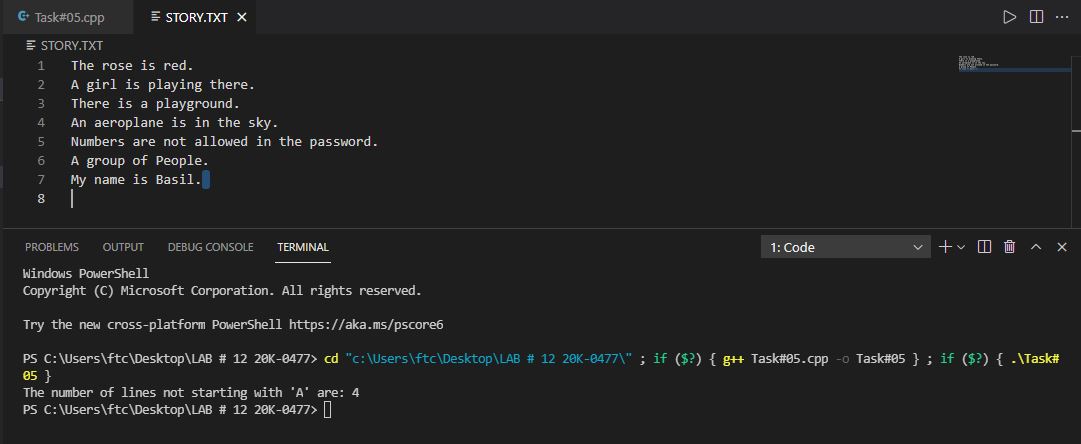 Task#05.cpp STORY.TXT
STORY.TXT
1 The rose is red.
2 A girl is playing there.
3 There is a playground.
4 An aeroplane is in the sky.
5 Numbers are not allowed in the password.
6 A group of People.
7 My name is Basil.
8
PROBLEMS OUTPUT DEBUG CONSOLE TERMINAL 1: Code
Windows PowerShell
Copyright (C) Microsoft Corporation. All rights reserved.
Try the new cross-platform PowerShell https://aka.ms/pscore6
PS C:\Users\ftc\Desktop\LAB # 12 20K-0477> cd "c:\Users\ftc\Desktop\LAB # 12 20K-0477\" ; if ($?) { g++ Task#05.cpp -o Task#05 } ; if ($?) { .\Task#
05 }
The number of lines not starting with 'A' are: 4
PS C:\Users\ftc\Desktop\LAB # 12 20K-0477>